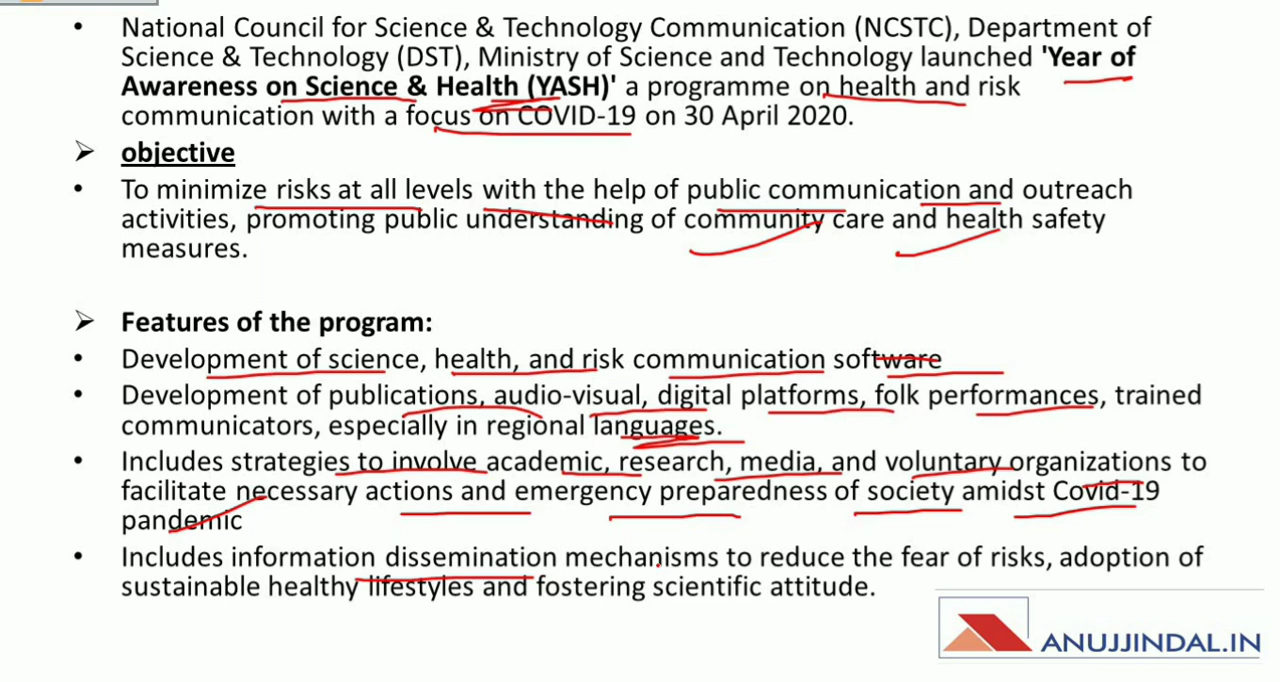 • National Council for Science & Technology Communication (NCSTC), Department of
Science & Technology (DST), Ministry of Science and Technology launched 'Year of
Awareness on Science & Health (YASH)' a programme on health and risk
communication with a focus on COVID-19 on 30 April 2020.
➢ objective
• To minimize risks at all levels with the help of public communication and outreach
activities, promoting public understanding of community care and health safety
measures.
➢ Features of the program:
• Development of science, health, and risk communication software
• Development of publications, audio-visual, digital platforms, folk performances, trained
communicators, especially in regional languages.
• Includes strategies to involve academic, research, media, and voluntary organizations to
facilitate necessary actions and emergency preparedness of society amidst Covid-19
pandemic
• Includes information dissemination mechanisms to reduce the fear of risks, adoption of
sustainable healthy lifestyles and fostering scientific attitude.
ANUJJINDAL.IN